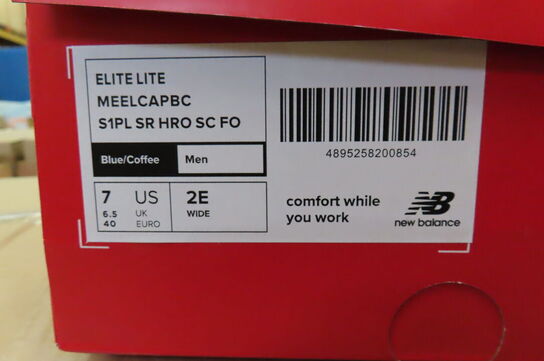 ELITE LITE
MEELCAPBC
S1PL SR HRO SC FO
Blue/Coffee Men
4895258200854
7 US 2E
6.5 UK WIDE
40 EURO
comfort while
you work
NB
new balance